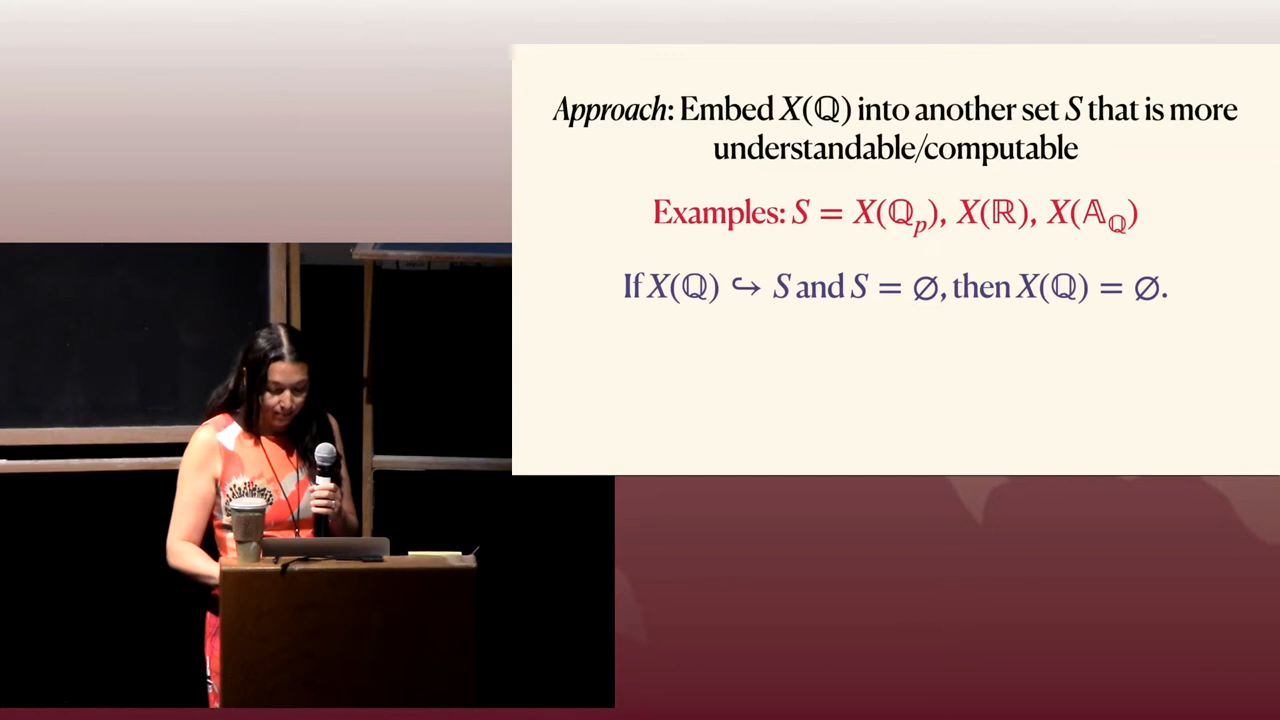 Approach: Embed X(ℚ) into another set S that is more
understandable/computable
Examples: S = X(ℚ_p), X(ℝ), X(𝔸_ℚ)
If X(ℚ) ↪ S and S = ∅, then X(ℚ) = ∅.